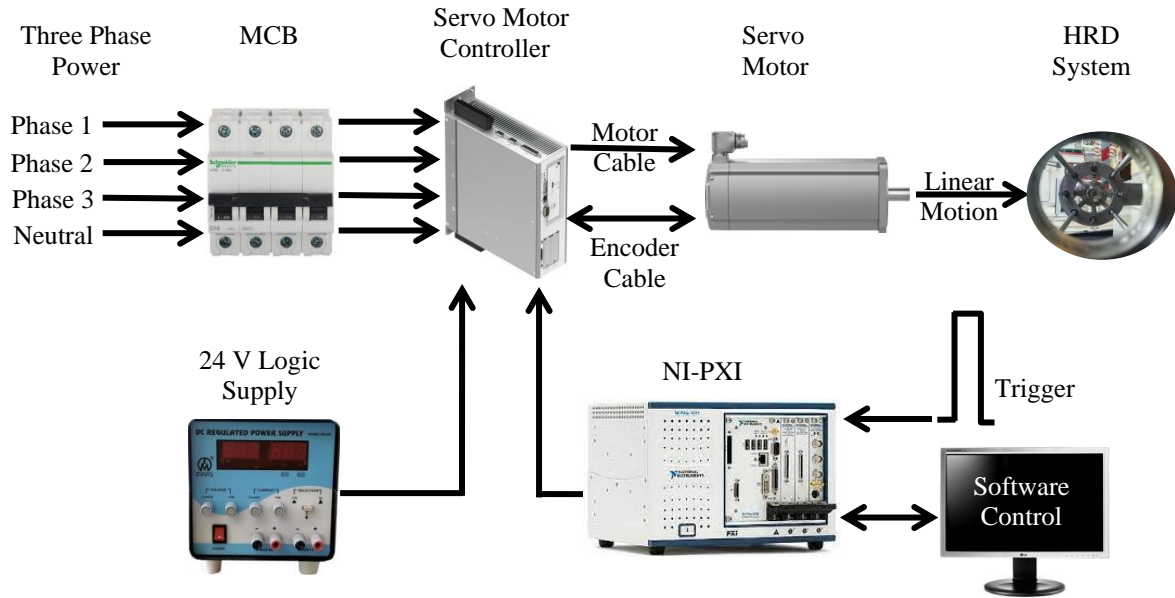 Three Phase
Power
MCB
Servo Motor
Controller
Servo
Motor
HRD
System
Phase 1
Phase 2
Phase 3
Neutral
Schneider
Motor
Cable
Encoder
Cable
Linear
Motion
24 V Logic
Supply
DC REGULATED POWER SUPPLY
NI-PXI
NATIONAL
INSTRUMENTS
PXI
Trigger
Software
Control